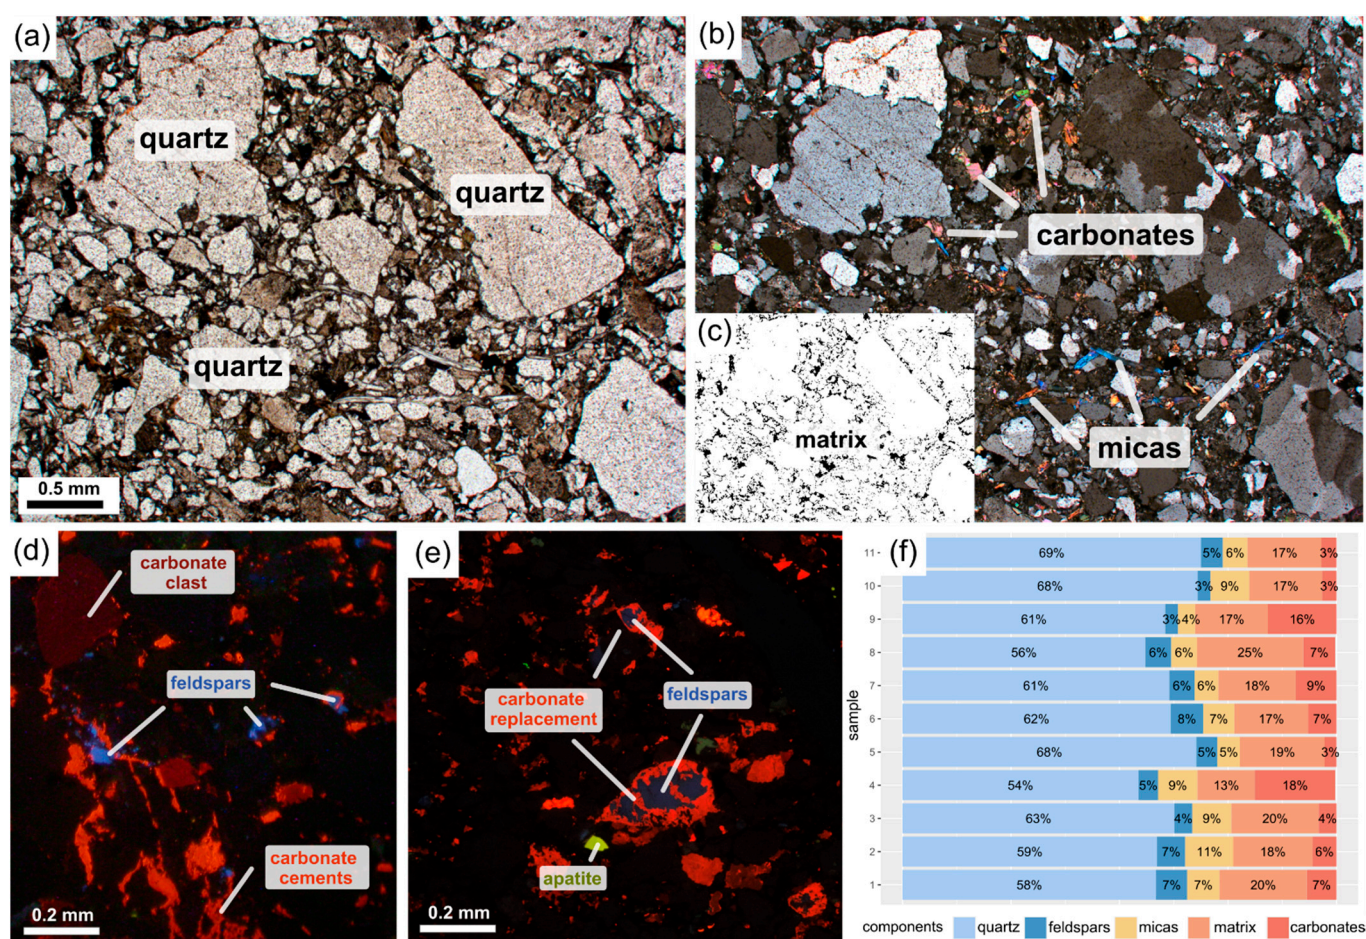 (a)
quartz
quartz
quartz
0.5 mm
(b)
carbonates
micas
(c)
matrix
(d)
carbonate
clast
feldspars
carbonate
cements
0.2 mm
(e)
carbonate
replacement
feldspars
apatite
0.2 mm
(f)
sample
11 69% 5% 6% 17% 3%
10 68% 3% 9% 17% 3%
9 61% 3% 4% 17% 16%
8 56% 6% 6% 25% 7%
7 61% 6% 6% 18% 9%
6 62% 8% 7% 17% 7%
5 68% 5% 5% 19% 3%
4 54% 5% 9% 13% 18%
3 63% 4% 9% 20% 4%
2 59% 7% 11% 18% 6%
1 58% 7% 7% 20% 7%
components quartz feldspars micas matrix carbonates